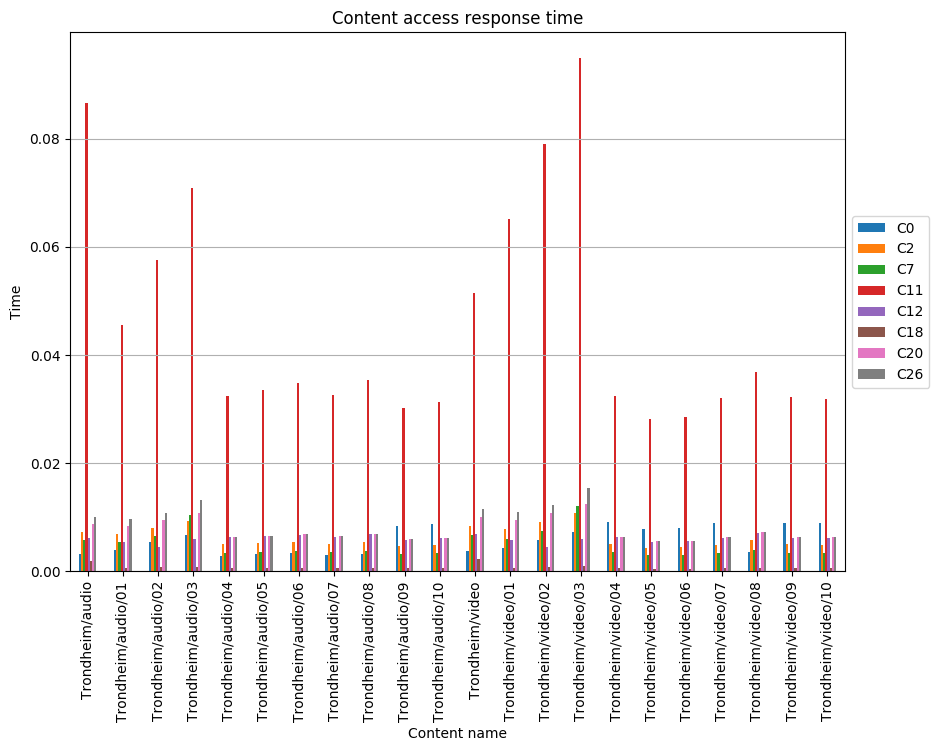 Content access response time
Time
0.08
0.06
0.04
0.02
0.00
C0
C2
C7
C11
C12
C18
C20
C26
Trondheim/audio
Trondheim/audio/01
Trondheim/audio/02
Trondheim/audio/03
Trondheim/audio/04
Trondheim/audio/05
Trondheim/audio/06
Trondheim/audio/07
Trondheim/audio/08
Trondheim/audio/09
Trondheim/audio/10
Trondheim/video
Trondheim/video/01
Trondheim/video/02
Trondheim/video/03
Trondheim/video/04
Trondheim/video/05
Trondheim/video/06
Trondheim/video/07
Trondheim/video/08
Trondheim/video/09
Trondheim/video/10
Content name